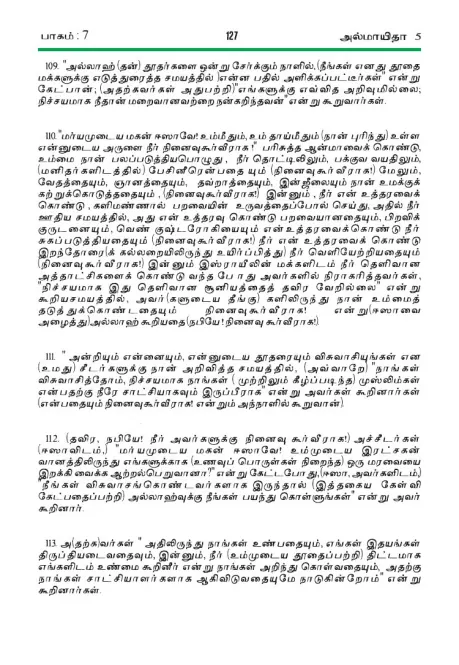 பாகம் : 7 127 அல்மாயிதா 5
109. "அல்லாஹ் (தன்) தூதர்களை ஒன்று சேர்க்கும் நாளில், (நீங்கள் எனது தூதை
மக்களுக்கு எடுத்துரைத்த சமயத்தில் )என்ன பதில் அளிக்கப்பட்டீர்கள்" என்று
கேட்பான்; (அதற்கவர்கள் அதுபற்றி)"எங்களுக்கு எவ்வித அறிவுமில்லை;
நிச்சயமாக நீதான் மறைவானவற்றை நன்கறிந்தவன்" என்று கூறுவார்கள்.
110. "மர்யமுடைய மகன் ஈஸாவே! உம்மீதும், உம் தாய்மீதும் (நான் புரிந்து) உள்ள
என்னுடைய அருளை நீர் நினைவுகூர்வீராக! " பரிசுத்த ஆன்மாவைக் கொண்டு,
உம்மை நான் பலப்படுத்தியபொழுது , நீர் தொட்டிலிலும், பக்குவ வயதிலும்,
(மனிதர்களிடத்தில்) பேசினீரென்பதை யும் (நினைவுகூர்வீராக!) மேலும்,
வேதத்தையும், ஞானத்தையும், தவ்றாத்தையும், இன்ஜீலையும் நான் உமக்குக்
கற்றுக்கொடுத்ததையும் , (நினைவுகூர்வீராக!) இன்னும் , நீர் என் உத்தரவைக்
கொண்டு , களிமண்ணால் பறவையின் உருவத்தைப்போல் செய்து, அதில் நீர்
ஊதிய சமயத்தில், அது என் உத்தரவு கொண்டு பறவையானதையும், பிறவிக்
குருடனையும், வெண் குஷ்டரோகியையும் என்உத்தரவைக்கொண்டு நீர்
சுகப்படுத்தியதையும் (நினைவுகூர்வீராக!) நீர் என் உத்தரவைக் கொண்டு
இறந்தோரை(க் கல்லறையிலிருந்து உயிர்ப்பித்து) நீர் வெளியேற்றியதையும்
(நினைவுகூர்வீராக!) இன்னும் இஸ்ராயீலின் மக்களிடம் நீர் தெளிவான
அத்தாட்சிகளைக் கொண்டு வந்த போாது அவர்களில் நிராகரித்தவர்கள்,
"நிச்சயமாக இது தெளிவான சூனியத்தைத் தவிர வேறில்லை" என்று
கூறியசமயத்தில், அவர்(களுடைய தீங்கு) களிலிருந்து நான் உம்மைத்
தடுத்துக்கொண்டதையும் நினைவுகூர்வீராக! என்று(ஈஸாவை
அழைத்து)அல்லாஹ் கூறியதை (நபியே! நினைவுகூர்வீராக!).
111. " அன்றியும் என்னையும், என்னுடைய தூதரையும் விசுவாசியுங்கள் என
(உமது) சீடர்களுக்கு நான் அறிவித்த சமயத்தில், (அவ்வாறே) "நாங்கள்
விசுவாசித்தோம், நிச்சயமாக நாங்கள் ( முற்றிலும் கீழ்ப்படிந்த) முஸ்லிம்கள்
என்பதற்கு நீரே சாட்சியாகவும் இருப்பீராக" என்று அவர்கள் கூறினார்கள்
(என்பதையும் நினைவுகூர்வீராக! என்றும் அந்நாளில் கூறுவான்).
112. (தவிர, நபியே! நீர் அவர்களுக்கு நினைவு கூர்வீராக!) அச்சீடர்கள்
(ஈஸாவிடம்,) "மர்யமுடைய மகன் ஈஸாவே! உம்முடைய இரட்சகன்
வானத்திலிருந்து எங்களுக்காக (உணவுப் பொருள்கள் நிறைந்த) ஒரு மரவையை
இறக்கி வைக்க ஆற்றல்பெறுவானா?" என்று கேட்டபோது,(ஈஸா, அவர்களிடம்,)
"நீங்கள் விசுவாசங்கொண்டவர்களாக இருந்தால் (இத்தகைய கேள்வி
கேட்பதைப்பற்றி) அல்லாஹ்வுக்கு நீங்கள் பயந்து கொள்ளுங்கள்" என்று அவர்
கூறினார்.
113. அ(தற்க)வர்கள் " அதிலிருந்து நாங்கள் உண்பதையும், எங்கள் இதயங்கள்
திருப்தியடைவதையும், இன்னும், நீர் (உம்முடைய தூதைப்பற்றி) திட்டமாக
எங்களிடம் உண்மை கூறினீர் என்று நாங்கள் அறிந்து கொள்வதையும், அதற்கு
நாங்கள் சாட்சியாளர்களாக ஆகிவிடுவதையுமே நாடுகின்றோம்" என்று
கூறினார்கள்.